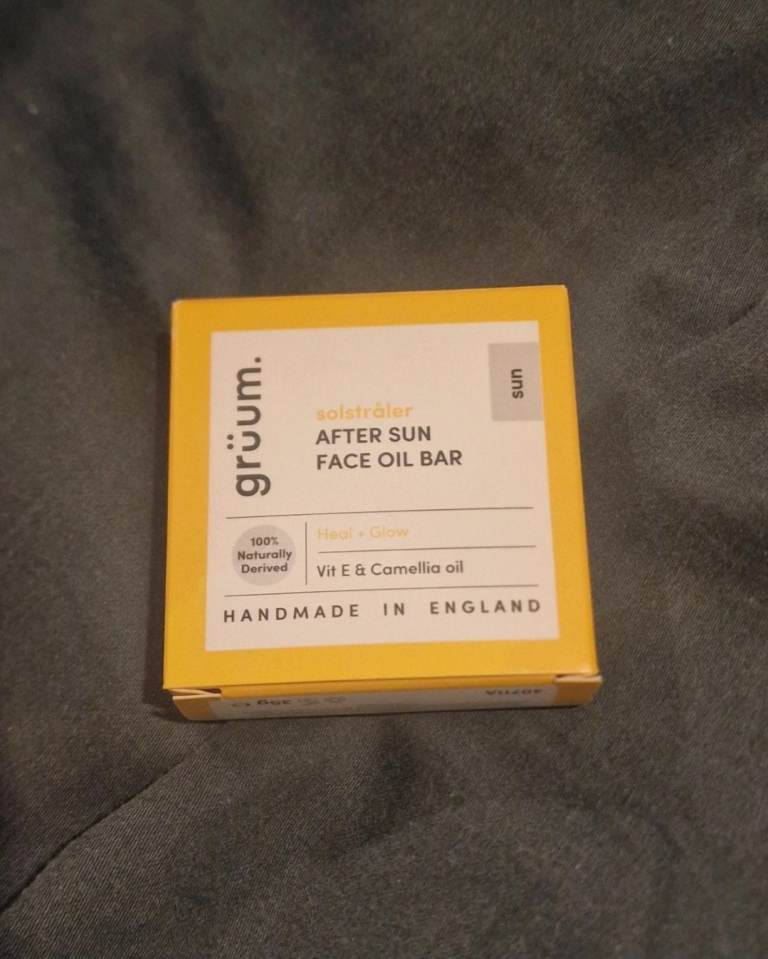 grüum.
sun
solstråler
AFTER SUN
FACE OIL BAR
100%
Naturally
Derived
Heal + Glow
Vit E & Camellia oil
HANDMADE IN ENGLAND
35g